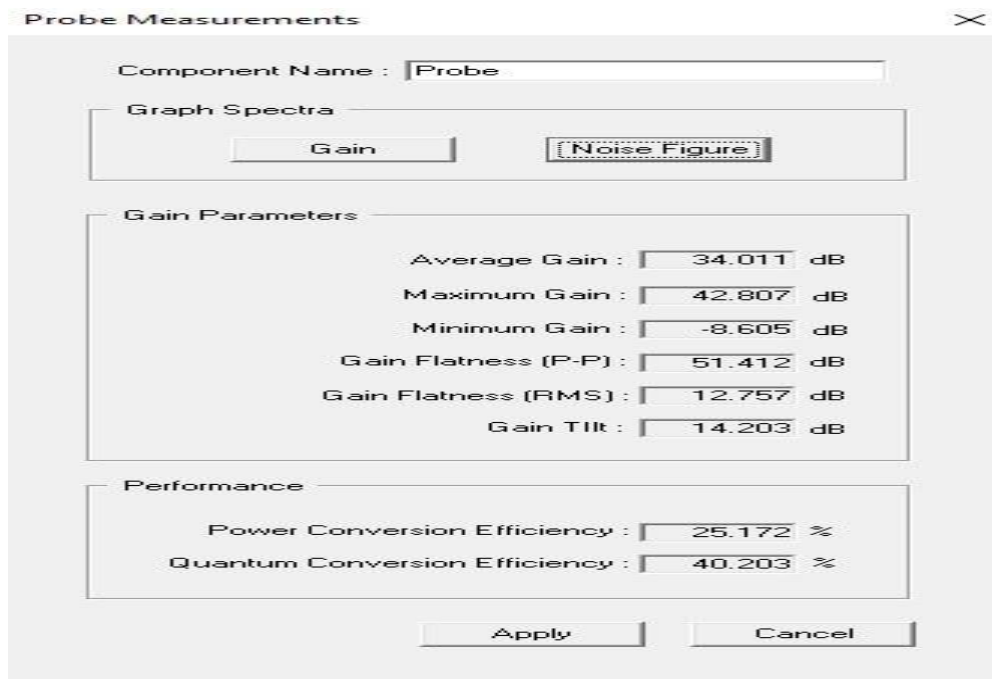 Probe Measurements
Component Name : Probe
Graph Spectra
Gain Noise Figure
Gain Parameters
Average Gain : 34.011 dB
Maximum Gain : 42.807 dB
Minimum Gain : -8.605 dB
Gain Flatness (P-P) : 51.412 dB
Gain Flatness (RMS) : 12.757 dB
Gain TIlt : 14.203 dB
Performance
Power Conversion Efficiency : 25.172 %
Quantum Conversion Efficiency : 40.203 %
Apply Cancel